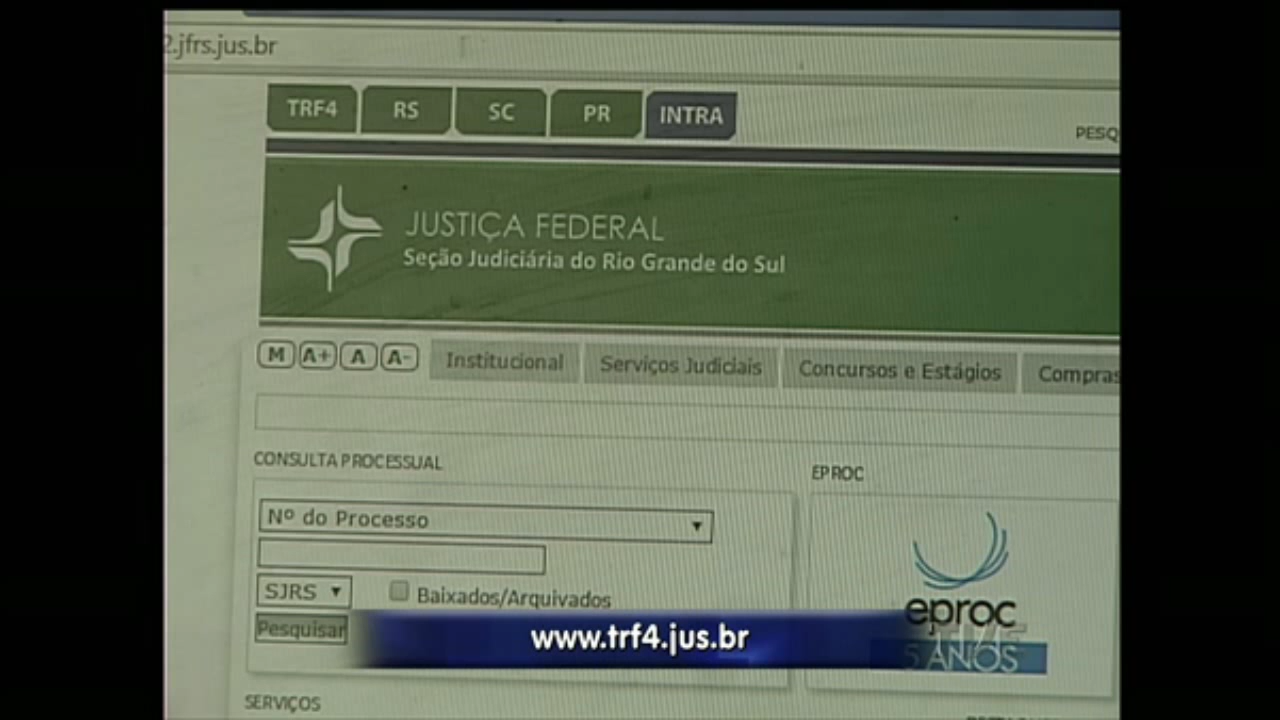 2.jfrs.jus.br
TRF4 RS SC PR INTRA
PESQ
JUSTIÇA FEDERAL
Seção Judiciária do Rio Grande do Sul
M A+ A A- Institucional Serviços Judiciais Concursos e Estágios Compras
CONSULTA PROCESSUAL
EPROC
Nº do Processo
SJRS Baixados/Arquivados
Pesquisar
eproc
5 ANOS
TVE
www.trf4.jus.br
SERVIÇOS